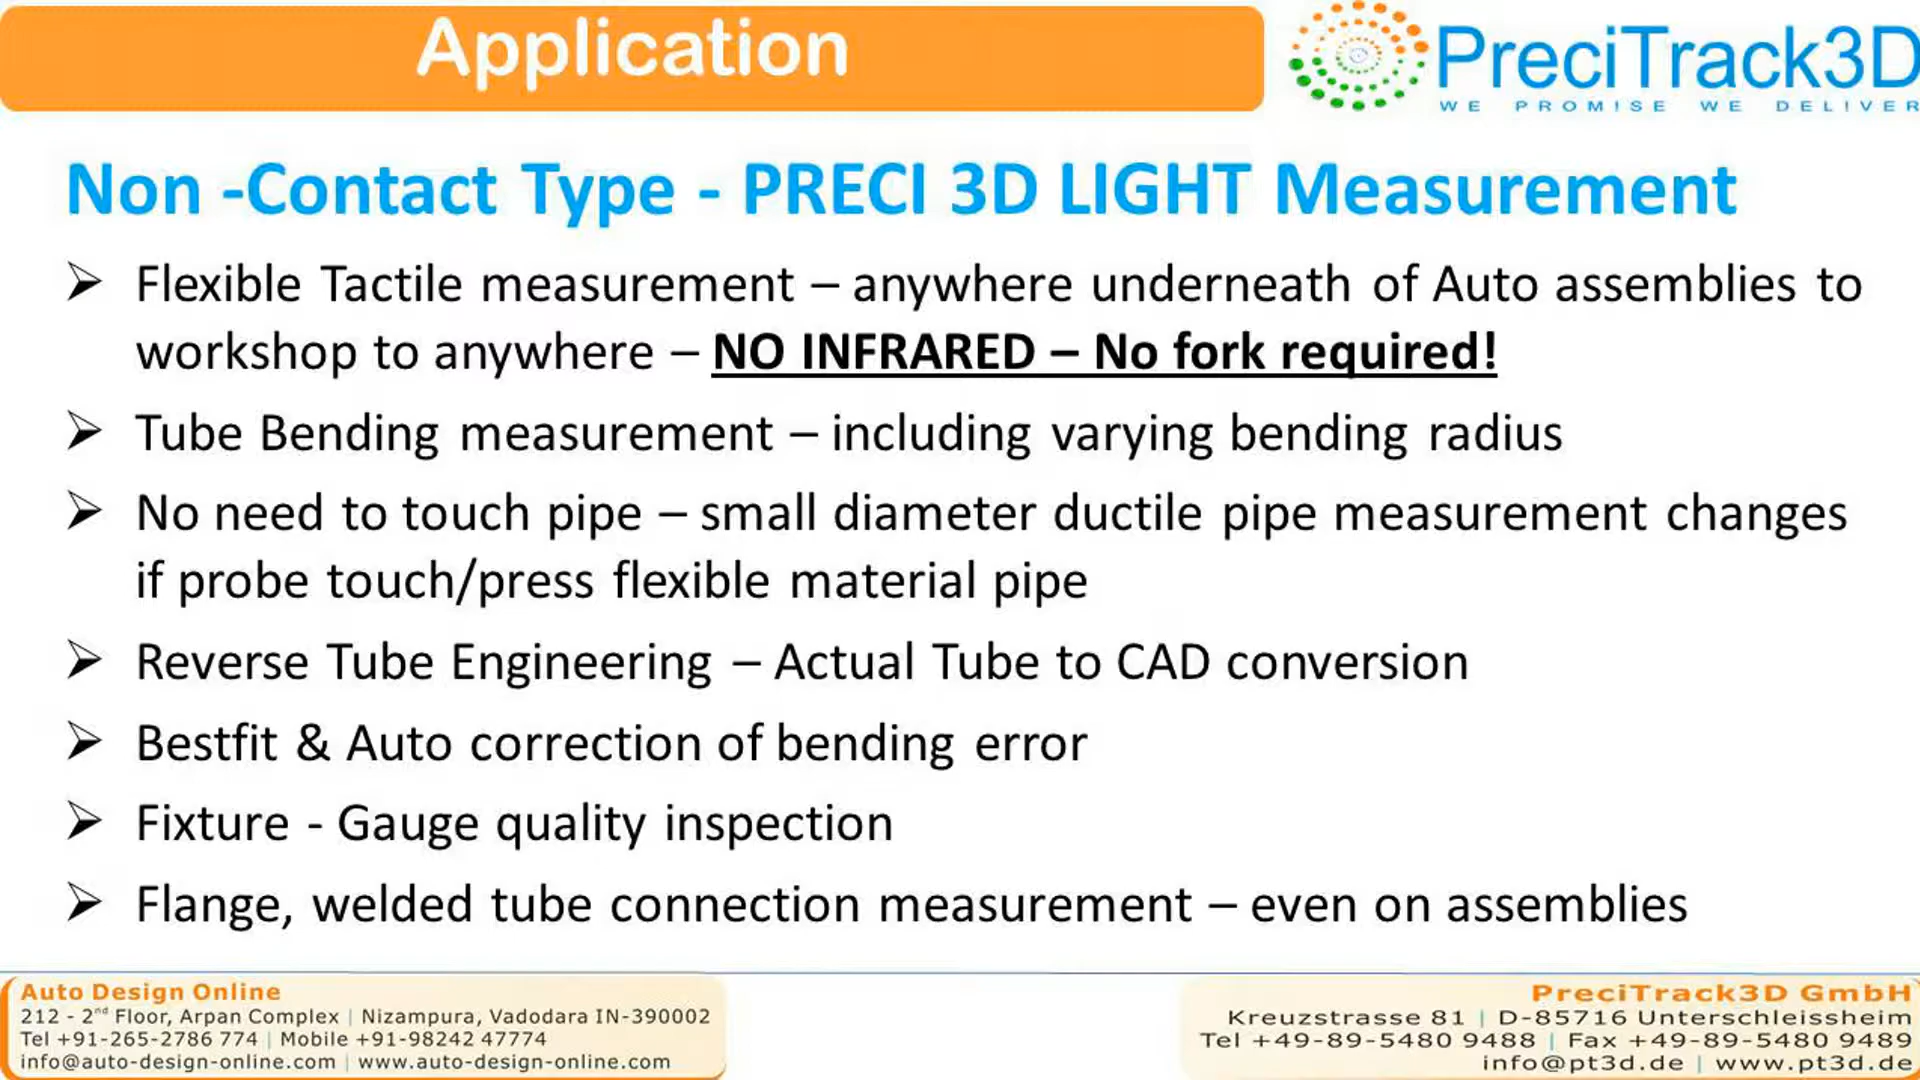 Application
PreciTrack3D
WE PROMISE WE DELIVER
Non -Contact Type - PRECI 3D LIGHT Measurement
➢ Flexible Tactile measurement – anywhere underneath of Auto assemblies to
workshop to anywhere – NO INFRARED – No fork required!
➢ Tube Bending measurement – including varying bending radius
➢ No need to touch pipe – small diameter ductile pipe measurement changes
if probe touch/press flexible material pipe
➢ Reverse Tube Engineering – Actual Tube to CAD conversion
➢ Bestfit & Auto correction of bending error
➢ Fixture - Gauge quality inspection
➢ Flange, welded tube connection measurement – even on assemblies
Auto Design Online
212 - 2nd Floor, Arpan Complex | Nizampura, Vadodara IN-390002
Tel +91-265-2786 774 | Mobile +91-98242 47774
info@auto-design-online.com | www.auto-design-online.com
PreciTrack3D GmbH
Kreuzstrasse 81 | D-85716 Unterschleissheim
Tel +49-89-5480 9488 | Fax +49-89-5480 9489
info@pt3d.de | www.pt3d.de